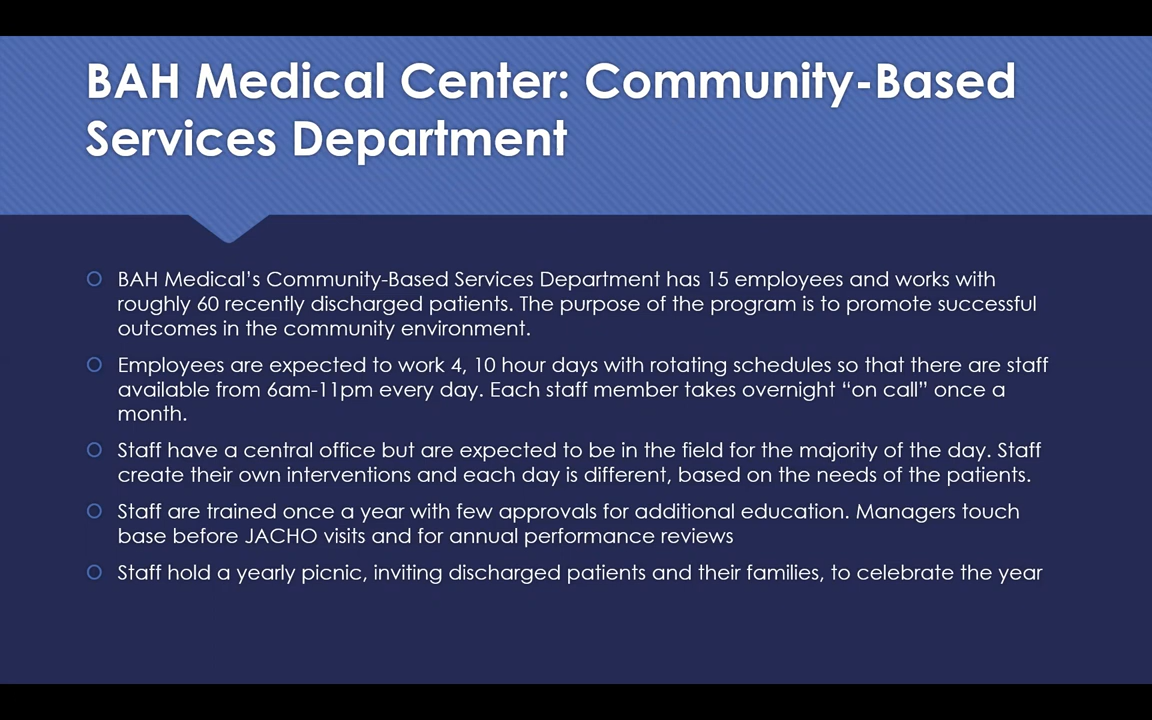 BAH Medical Center: Community-Based
Services Department
BAH Medical’s Community-Based Services Department has 15 employees and works with
roughly 60 recently discharged patients. The purpose of the program is to promote successful
outcomes in the community environment.
Employees are expected to work 4, 10 hour days with rotating schedules so that there are staff
available from 6am-11pm every day. Each staff member takes overnight “on call” once a
month.
Staff have a central office but are expected to be in the field for the majority of the day. Staff
create their own interventions and each day is different, based on the needs of the patients.
Staff are trained once a year with few approvals for additional education. Managers touch
base before JACHO visits and for annual performance reviews
Staff hold a yearly picnic, inviting discharged patients and their families, to celebrate the year